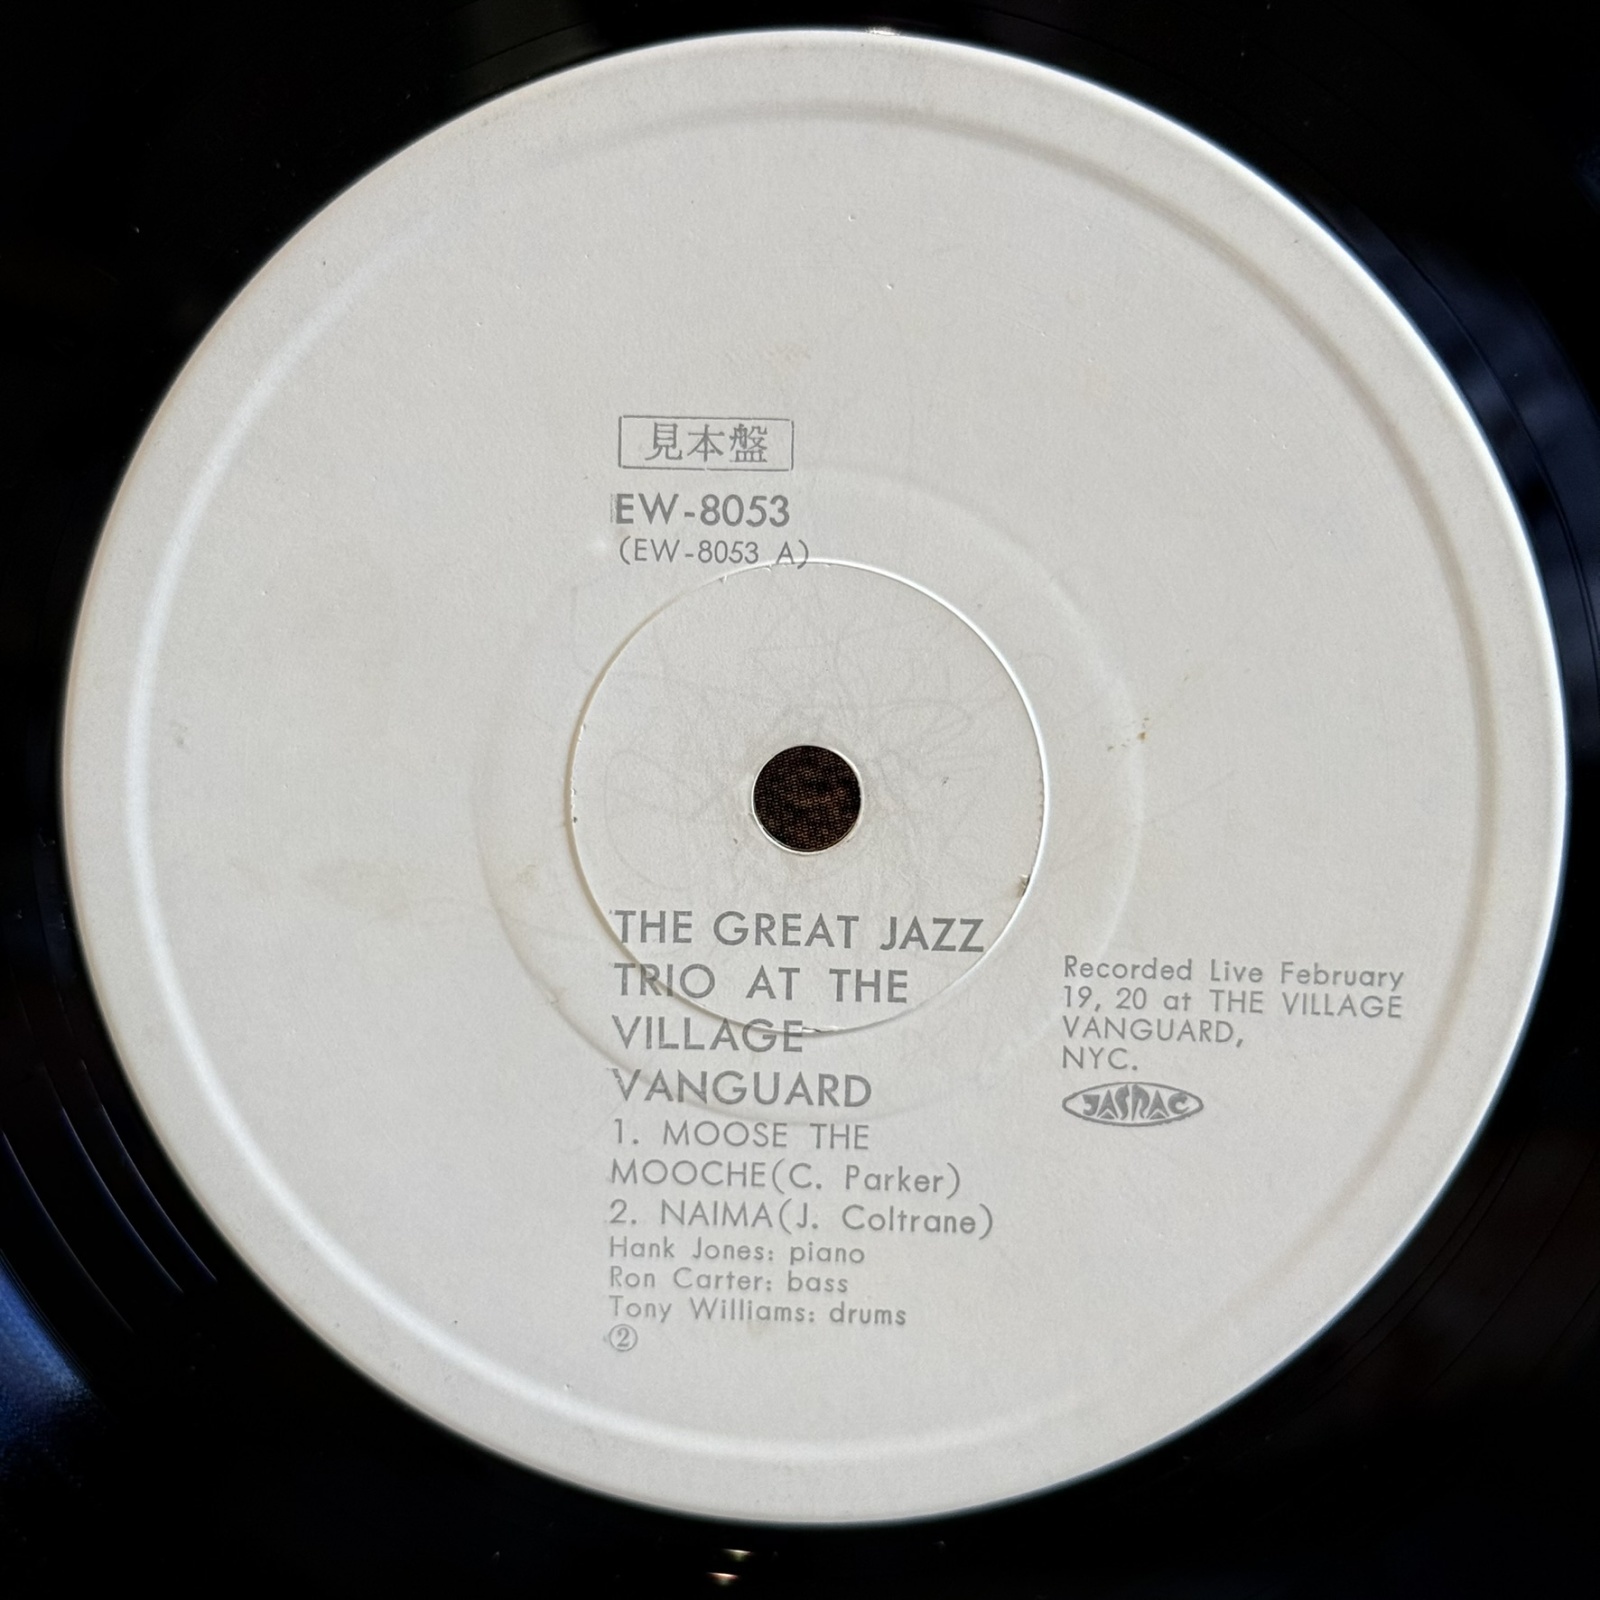 見本盤
EW-8053
(EW-8053 A)
THE GREAT JAZZ
TRIO AT THE
VILLAGE
VANGUARD
1. MOOSE THE
MOOCHE(C. Parker)
2. NAIMA(J. Coltrane)
Hank Jones: piano
Ron Carter: bass
Tony Williams: drums
②
Recorded Live February
19, 20 at THE VILLAGE
VANGUARD,
NYC.
JASRAC